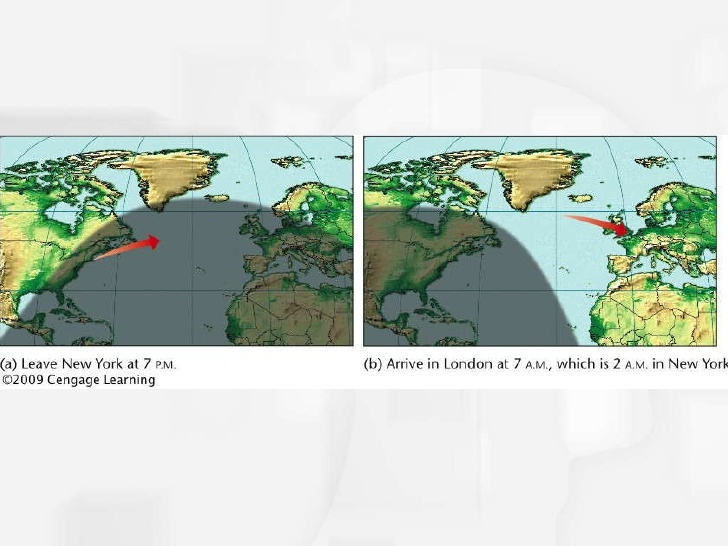 (a) Leave New York at 7 P.M.
©2009 Cengage Learning
(b) Arrive in London at 7 A.M., which is 2 A.M. in New York